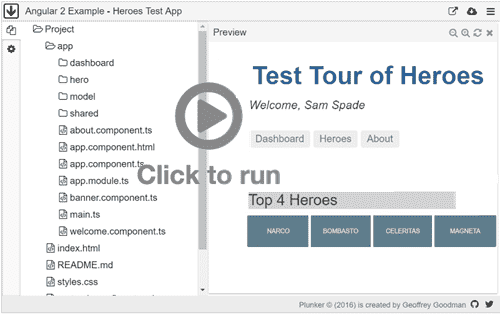 Angular 2 Example - Heroes Test App
Project
app
dashboard
hero
model
shared
about.component.ts
app.component.html
app.component.ts
app.module.ts
banner.component.ts
main.ts
welcome.component.ts
index.html
README.md
styles.css
Preview
Test Tour of Heroes
Welcome, Sam Spade
Dashboard Heroes About
Click to run
Top 4 Heroes
NARCO BOMBASTO CELERITAS MAGNETA
Plunker © (2016) is created by Geoffrey Goodman